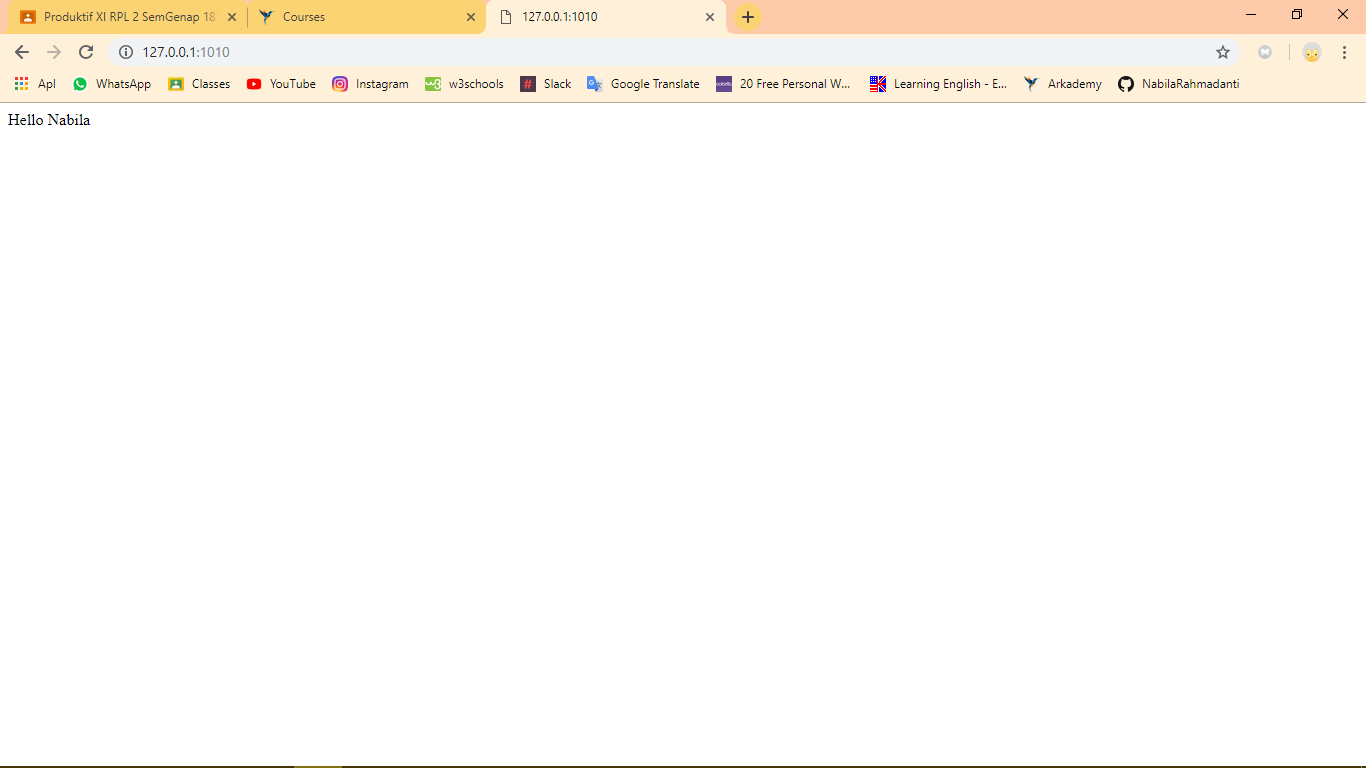 Produktif XI RPL 2 SemGenap 18
Courses
127.0.0.1:1010
127.0.0.1:1010
Apl WhatsApp Classes YouTube Instagram w3schools Slack Google Translate 20 Free Personal W... Learning English - E... Arkademy NabilaRahmadanti
Hello Nabila